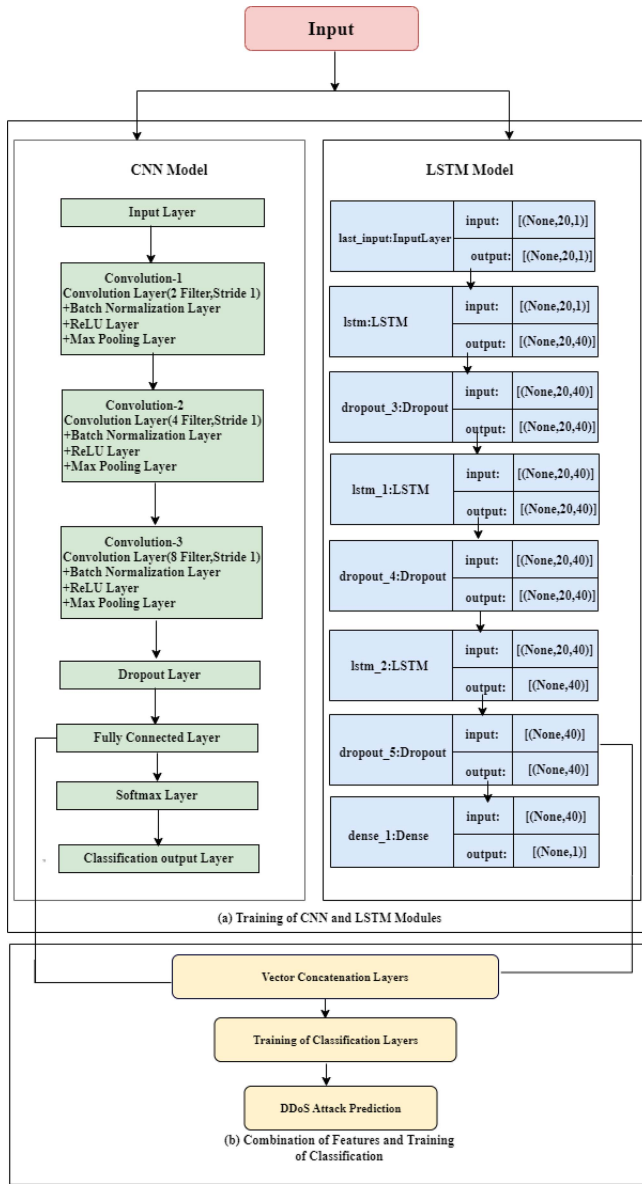 Input
CNN Model
Input Layer
Convolution-1
Convolution Layer(2 Filter,Stride 1)
+Batch Normalization Layer
+ReLU Layer
+Max Pooling Layer
Convolution-2
Convolution Layer(4 Filter,Stride 1)
+Batch Normalization Layer
+ReLU Layer
+Max Pooling Layer
Convolution-3
Convolution Layer(8 Filter,Stride 1)
+Batch Normalization Layer
+ReLU Layer
+Max Pooling Layer
Dropout Layer
Fully Connected Layer
Softmax Layer
Classification output Layer
LSTM Model
last_input:InputLayer
input: [(None,20,1)]
output: [(None,20,1)]
lstm:LSTM
input: [(None,20,1)]
output: [(None,20,40)]
dropout_3:Dropout
input: [(None,20,40)]
output: [(None,20,40)]
lstm_1:LSTM
input: [(None,20,40)]
output: [(None,20,40)]
dropout_4:Dropout
input: [(None,20,40)]
output: [(None,20,40)]
lstm_2:LSTM
input: [(None,20,40)]
output: [(None,40)]
dropout_5:Dropout
input: [(None,40)]
output: [(None,40)]
dense_1:Dense
input: [(None,40)]
output: [(None,1)]
(a) Training of CNN and LSTM Modules
Vector Concatenation Layers
Training of Classification Layers
DDoS Attack Prediction
(b) Combination of Features and Training
of Classification